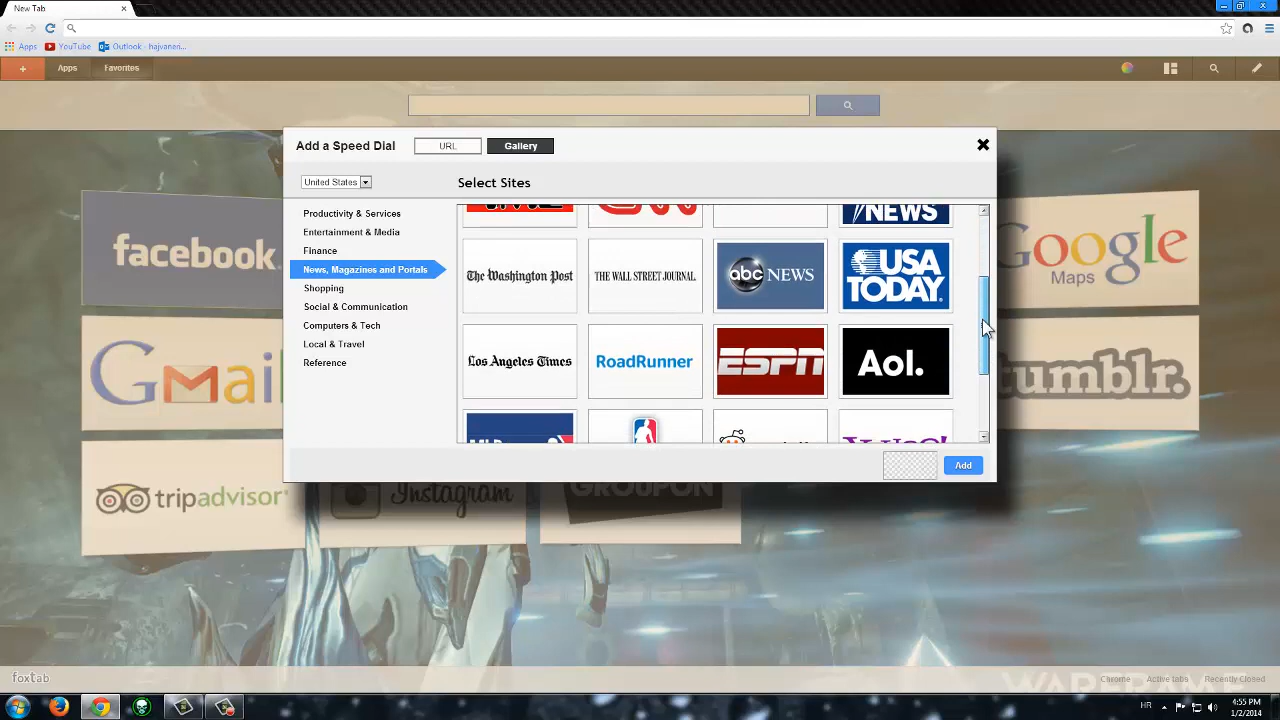 New Tab
Apps YouTube Outlook - hajvaneri...
+ Apps Favorites
Add a Speed Dial URL Gallery
United States
Select Sites
Productivity & Services
Entertainment & Media
Finance
News, Magazines and Portals
Shopping
Social & Communication
Computers & Tech
Local & Travel
Reference
NEWS
The Washington Post
THE WALL STREET JOURNAL
abc NEWS
USA TODAY.
Los Angeles Times
RoadRunner
ESPN
Aol.
Add
facebook
Google Maps
Gmail
tumblr.
tripadvisor
Instagram
GROUPON
foxtab
Chrome Active tabs Recently Closed
HR
4:55 PM
1/2/2014